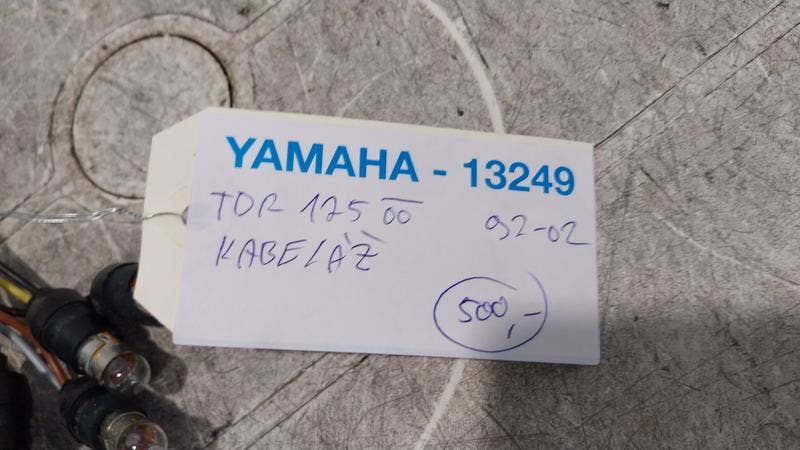 YAMAHA - 13249
TDR 125 00 92-02
KABELÁŽ
500,-